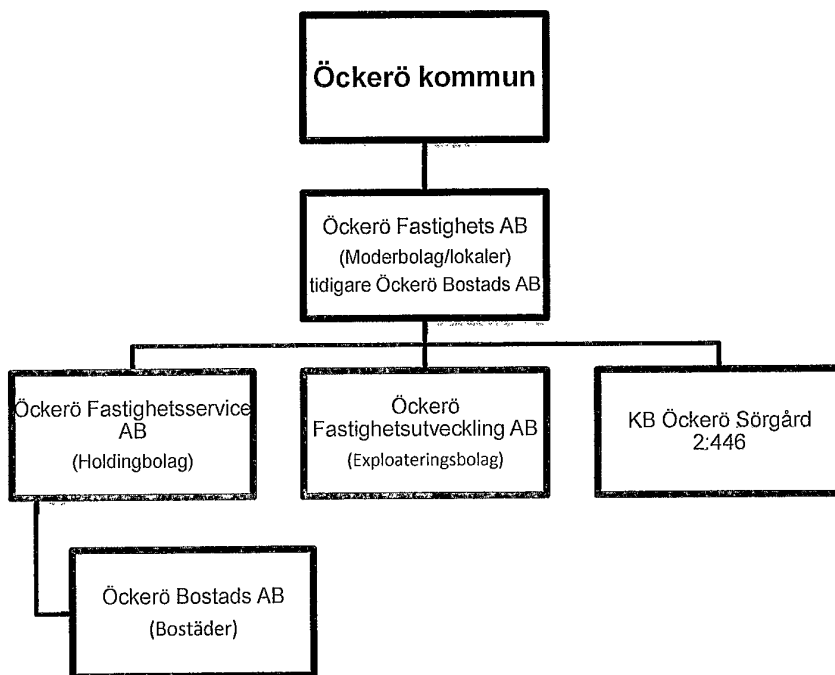 Öckerö kommun
Öckerö Fastighets AB
(Moderbolag/lokaler)
tidigare Öckerö Bostads AB
Öckerö Fastighetsservice
AB
(Holdingbolag)
Öckerö
Fastighetsutveckling AB
(Exploateringsbolag)
KB Öckerö Sörgård
2:446
Öckerö Bostads AB
(Bostäder)